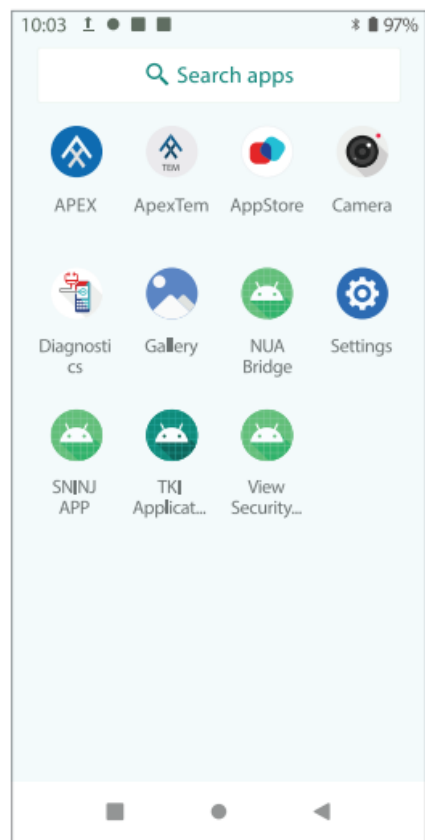 10:03 97%
Search apps
TEM
APEX ApexTem AppStore Camera
Diagnosti Gallery NUA Settings
cs Bridge
SNINJ TKI View
APP Applicat... Security...